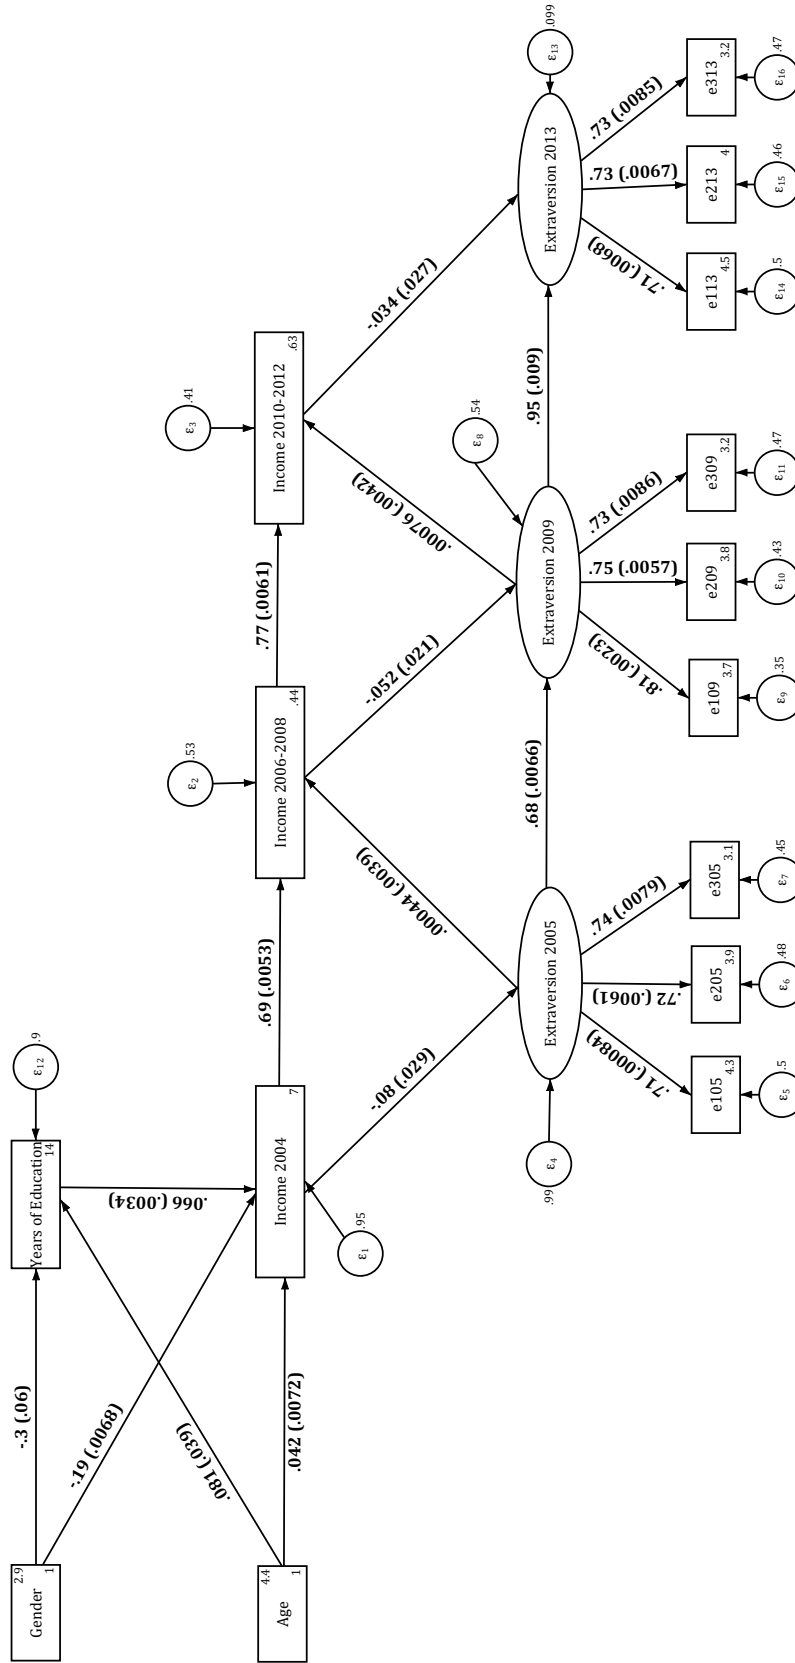 Gender
2.9
1
Age
4.4
1
-.3 (.06)
-.19 (.0068)
.081 (.039)
.042 (.0072)
Years of Education
14
ε12
.9
.066 (.0034)
Income 2004
7
ε1
.95
.69 (.0053)
Income 2006-2008
.44
ε2
.53
.77 (.0061)
Income 2010-2012
.63
ε3
.41
-.08 (.029)
.00044 (.0039)
-.052 (.021)
.00076 (.0042)
-.034 (.027)
Extraversion 2005
ε4
.99
.68 (.0066)
Extraversion 2009
ε8
.54
.95 (.009)
Extraversion 2013
ε13
.099
.71 (.00084)
.72 (.0061)
.74 (.0079)
e105
4.3
e205
3.9
e305
3.1
ε5
.5
ε6
.48
ε7
.45
.81 (.0023)
.75 (.0057)
.73 (.0086)
e109
3.7
e209
3.8
e309
3.2
ε9
.35
ε10
.43
ε11
.47
.71 (.0068)
.73 (.0067)
.73 (.0085)
e113
4.5
e213
4
e313
3.2
ε14
.5
ε15
.46
ε16
.47